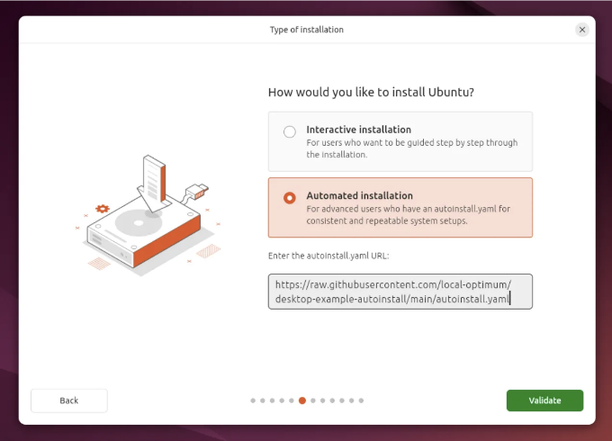 Type of installation
How would you like to install Ubuntu?
Interactive installation
For users who want to be guided step by step through
the installation.
Automated installation
For advanced users who have an autoinstall.yaml for
consistent and repeatable system setups.
Enter the autoinstall.yaml URL:
https://raw.githubusercontent.com/local-optimum/
desktop-example-autoinstall/main/autoinstall.yaml
Back
Validate